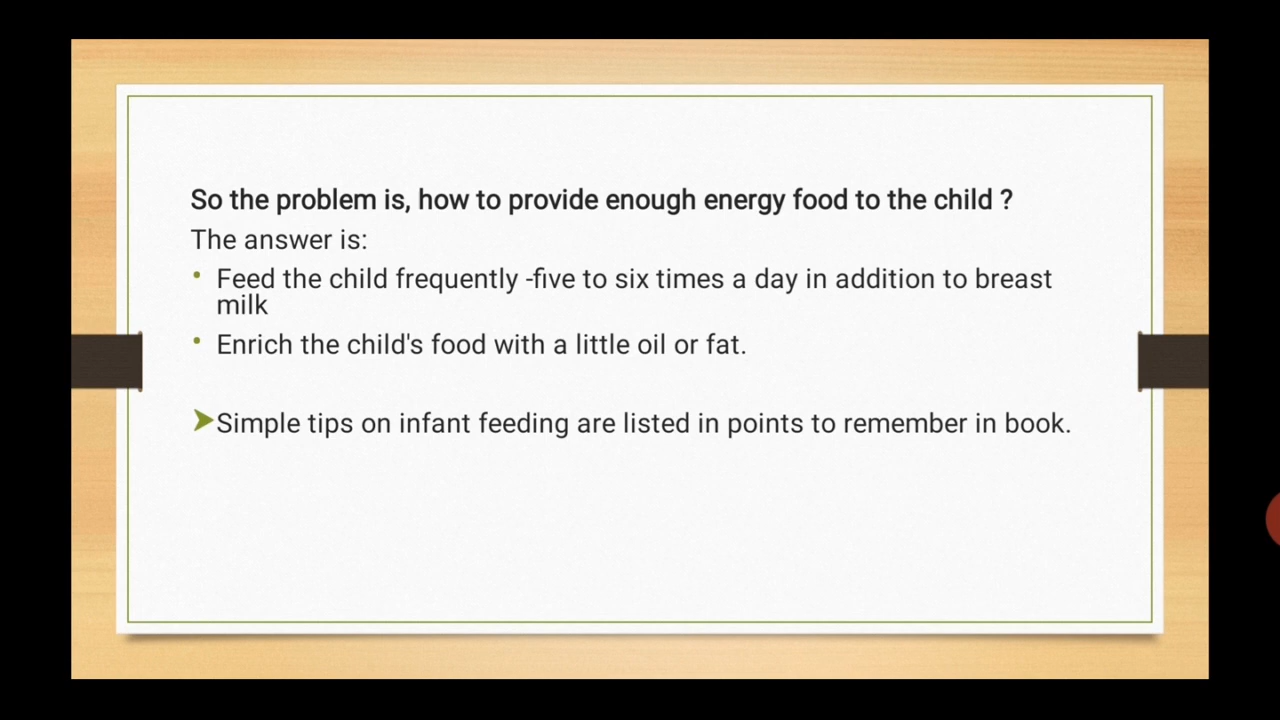 So the problem is, how to provide enough energy food to the child ?
The answer is:
• Feed the child frequently -five to six times a day in addition to breast
milk
• Enrich the child's food with a little oil or fat.
➤Simple tips on infant feeding are listed in points to remember in book.